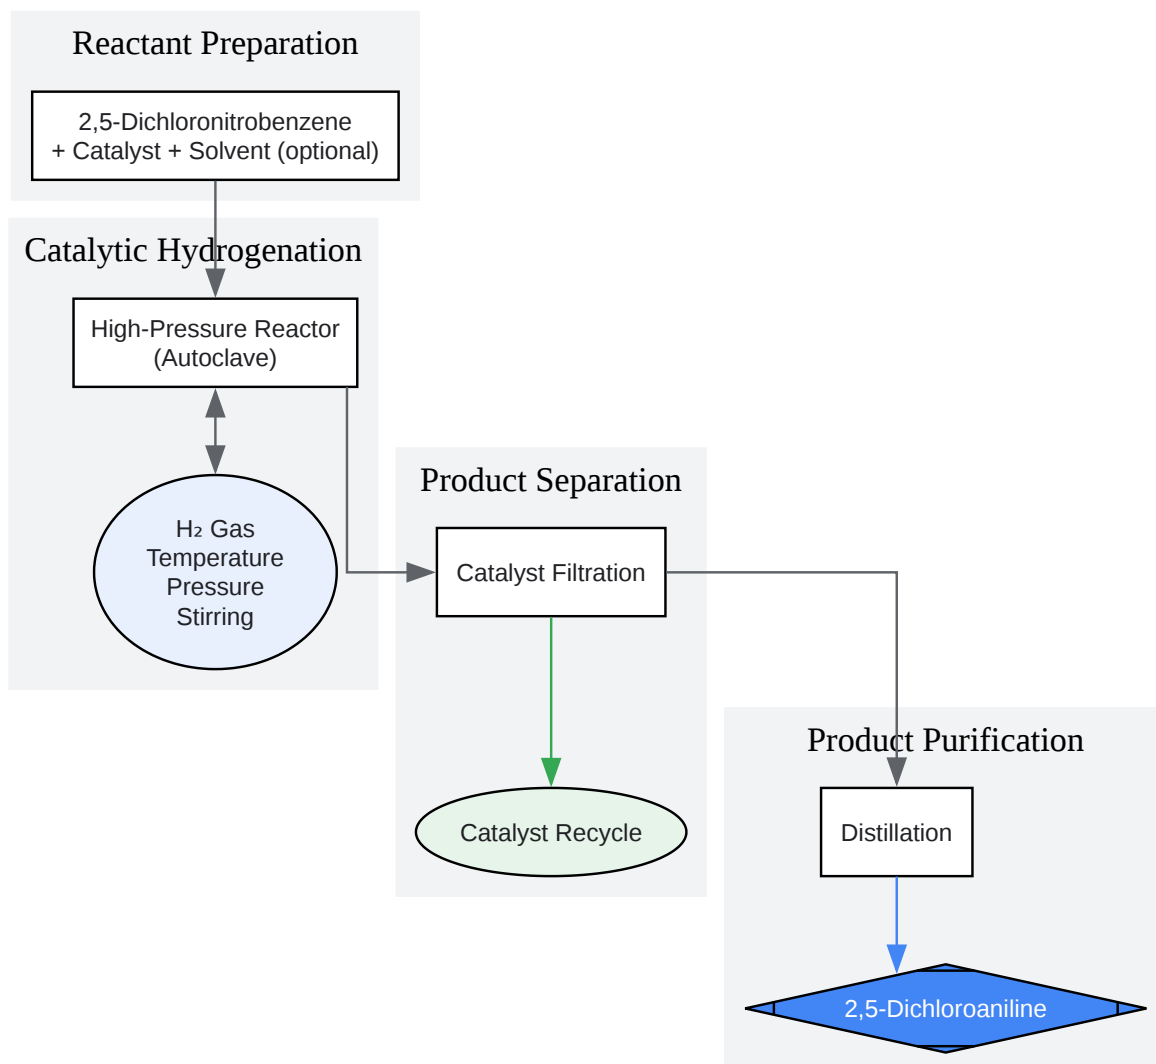 Reactant Preparation
2,5-Dichloronitrobenzene
+ Catalyst + Solvent (optional)
Catalytic Hydrogenation
High-Pressure Reactor
(Autoclave)
H₂ Gas
Temperature
Pressure
Stirring
Product Separation
Catalyst Filtration
Catalyst Recycle
Product Purification
Distillation
2,5-Dichloroaniline